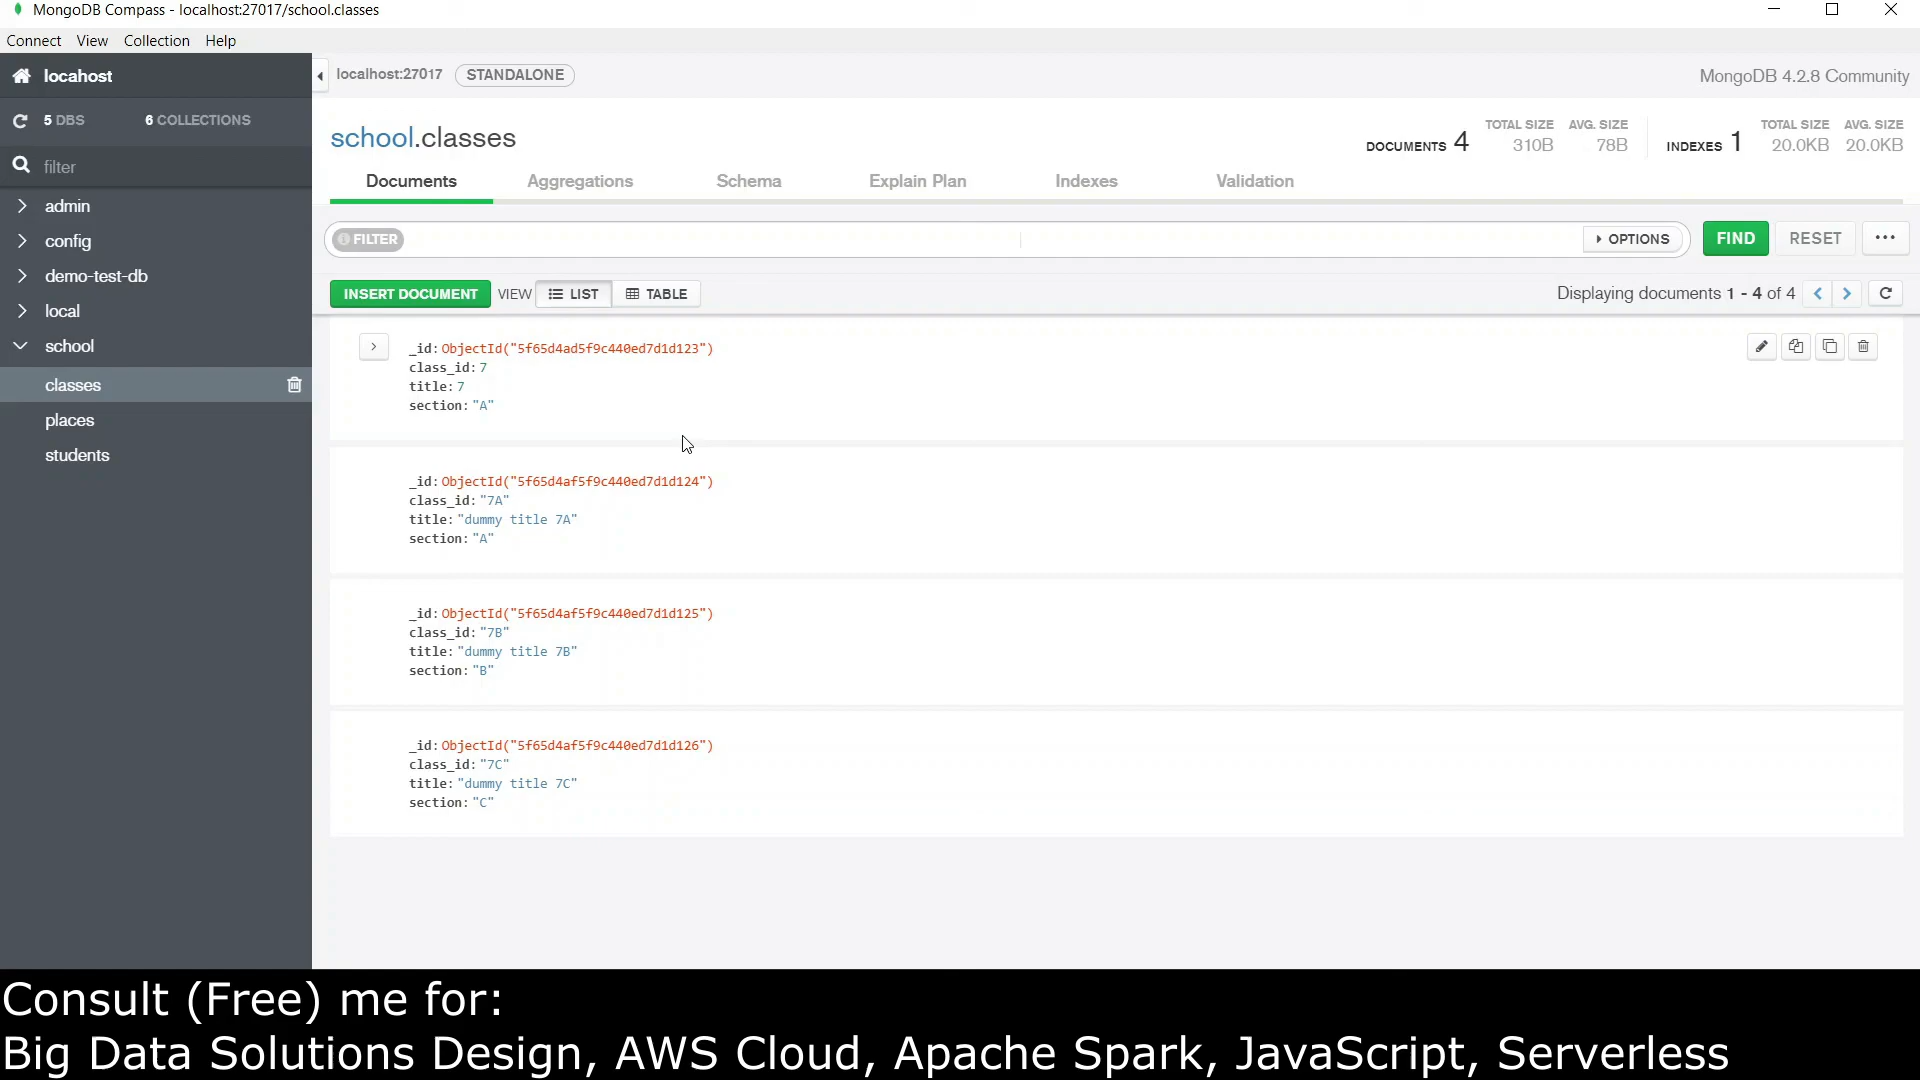 MongoDB Compass - localhost:27017/school.classes
Connect View Collection Help
locahost
localhost:27017 STANDALONE
MongoDB 4.2.8 Community
5 DBS 6 COLLECTIONS
filter
admin
config
demo-test-db
local
school
classes
places
students
school.classes
DOCUMENTS 4 TOTAL SIZE 310B AVG. SIZE 78B INDEXES 1 TOTAL SIZE 20.0KB AVG. SIZE 20.0KB
Documents Aggregations Schema Explain Plan Indexes Validation
FILTER OPTIONS FIND RESET
INSERT DOCUMENT VIEW LIST TABLE Displaying documents 1 - 4 of 4
_id: ObjectId("5f65d4ad5f9c440ed7d1d123")
class_id: 7
title: 7
section: "A"
_id: ObjectId("5f65d4af5f9c440ed7d1d124")
class_id: "7A"
title: "dummy title 7A"
section: "A"
_id: ObjectId("5f65d4af5f9c440ed7d1d125")
class_id: "7B"
title: "dummy title 7B"
section: "B"
_id: ObjectId("5f65d4af5f9c440ed7d1d126")
class_id: "7C"
title: "dummy title 7C"
section: "C"
Consult (Free) me for:
Big Data Solutions Design, AWS Cloud, Apache Spark, JavaScript, Serverless